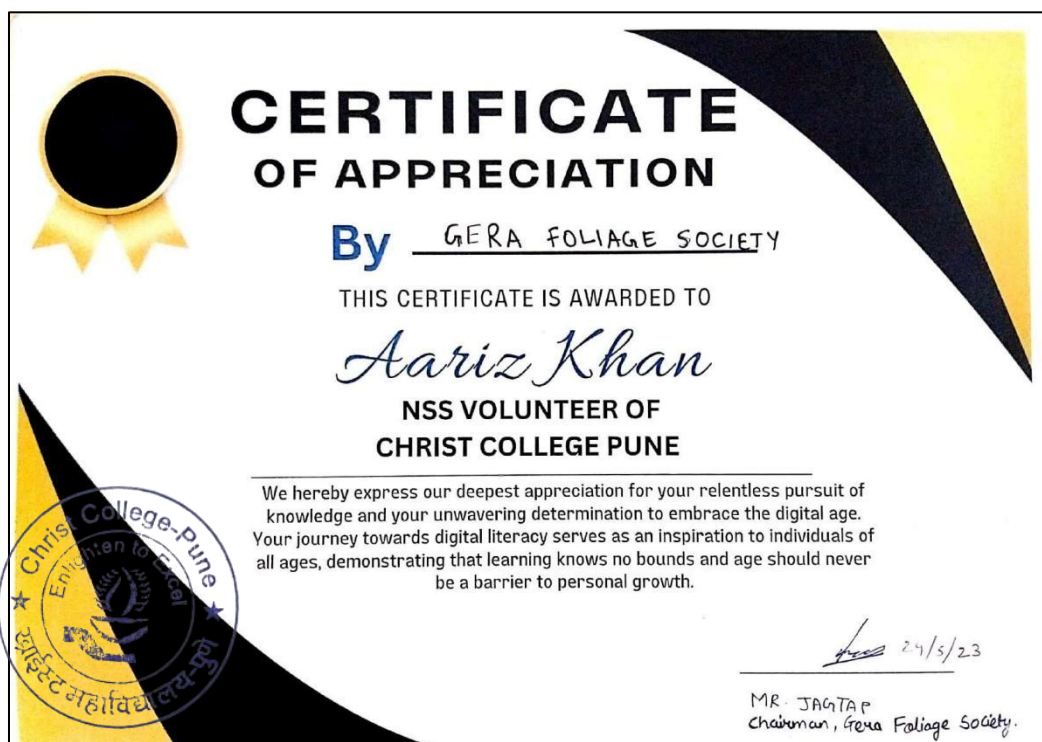 CERTIFICATE
OF APPRECIATION
By GERA FOLIAGE SOCIETY
THIS CERTIFICATE IS AWARDED TO
Aariz Khan
NSS VOLUNTEER OF
CHRIST COLLEGE PUNE
We hereby express our deepest appreciation for your relentless pursuit of
knowledge and your unwavering determination to embrace the digital age.
Your journey towards digital literacy serves as an inspiration to individuals of
all ages, demonstrating that learning knows no bounds and age should never
be a barrier to personal growth.
Christ College-Pune
Enlighten to Excel
ख्राईस्ट महाविद्यालय-पुणे
24/5/23
MR. JAGTAP
Chairman, Gera Foliage Society.